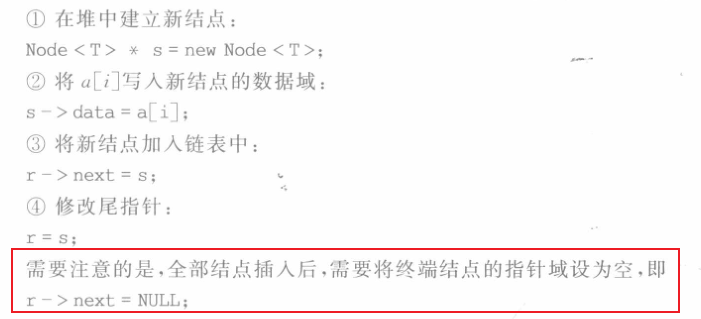 ① 在堆中建立新结点:
Node<T> * s = new Node<T>;
② 将 a[i]写入新结点的数据域:
s->data = a[i];
③ 将新结点加入链表中:
r->next = s;
④ 修改尾指针:
r = s;
需要注意的是,全部结点插入后,需要将终端结点的指针域设为空,即
r->next = NULL;